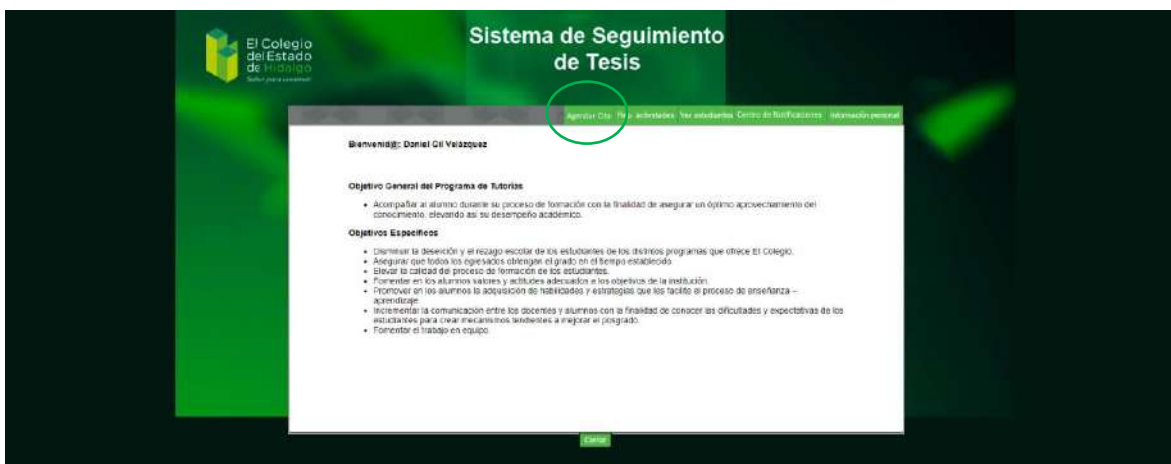 El Colegio
del Estado
de Hidalgo
Sistema de Seguimiento
de Tesis
Agendar Cita Rep. actividades Ver estudiantes Centro de Notificaciones Información personal
Bienvenid@: Daniel Gil Velázquez
Objetivo General del Programa de Tutorías
• Acompañar al alumno durante su proceso de formación con la finalidad de asegurar un óptimo aprovechamiento del
conocimiento, elevando así su desempeño académico.
Objetivos Específicos
• Disminuir la deserción y el rezago escolar de los estudiantes de los distintos programas que ofrece El Colegio.
• Asegurar que todos los egresados obtengan el grado en el tiempo establecido.
• Elevar la calidad del proceso de formación de los estudiantes.
• Fomentar en los alumnos valores y actitudes adecuados a los objetivos de la institución.
• Promover en los alumnos la adquisición de habilidades y estrategias que les facilite el proceso de enseñanza –
aprendizaje.
• Incrementar la comunicación entre los docentes y alumnos con la finalidad de conocer las dificultades y expectativas de los
estudiantes para crear mecanismos tendientes a mejorar el posgrado.
• Fomentar el trabajo en equipo.
Cerrar